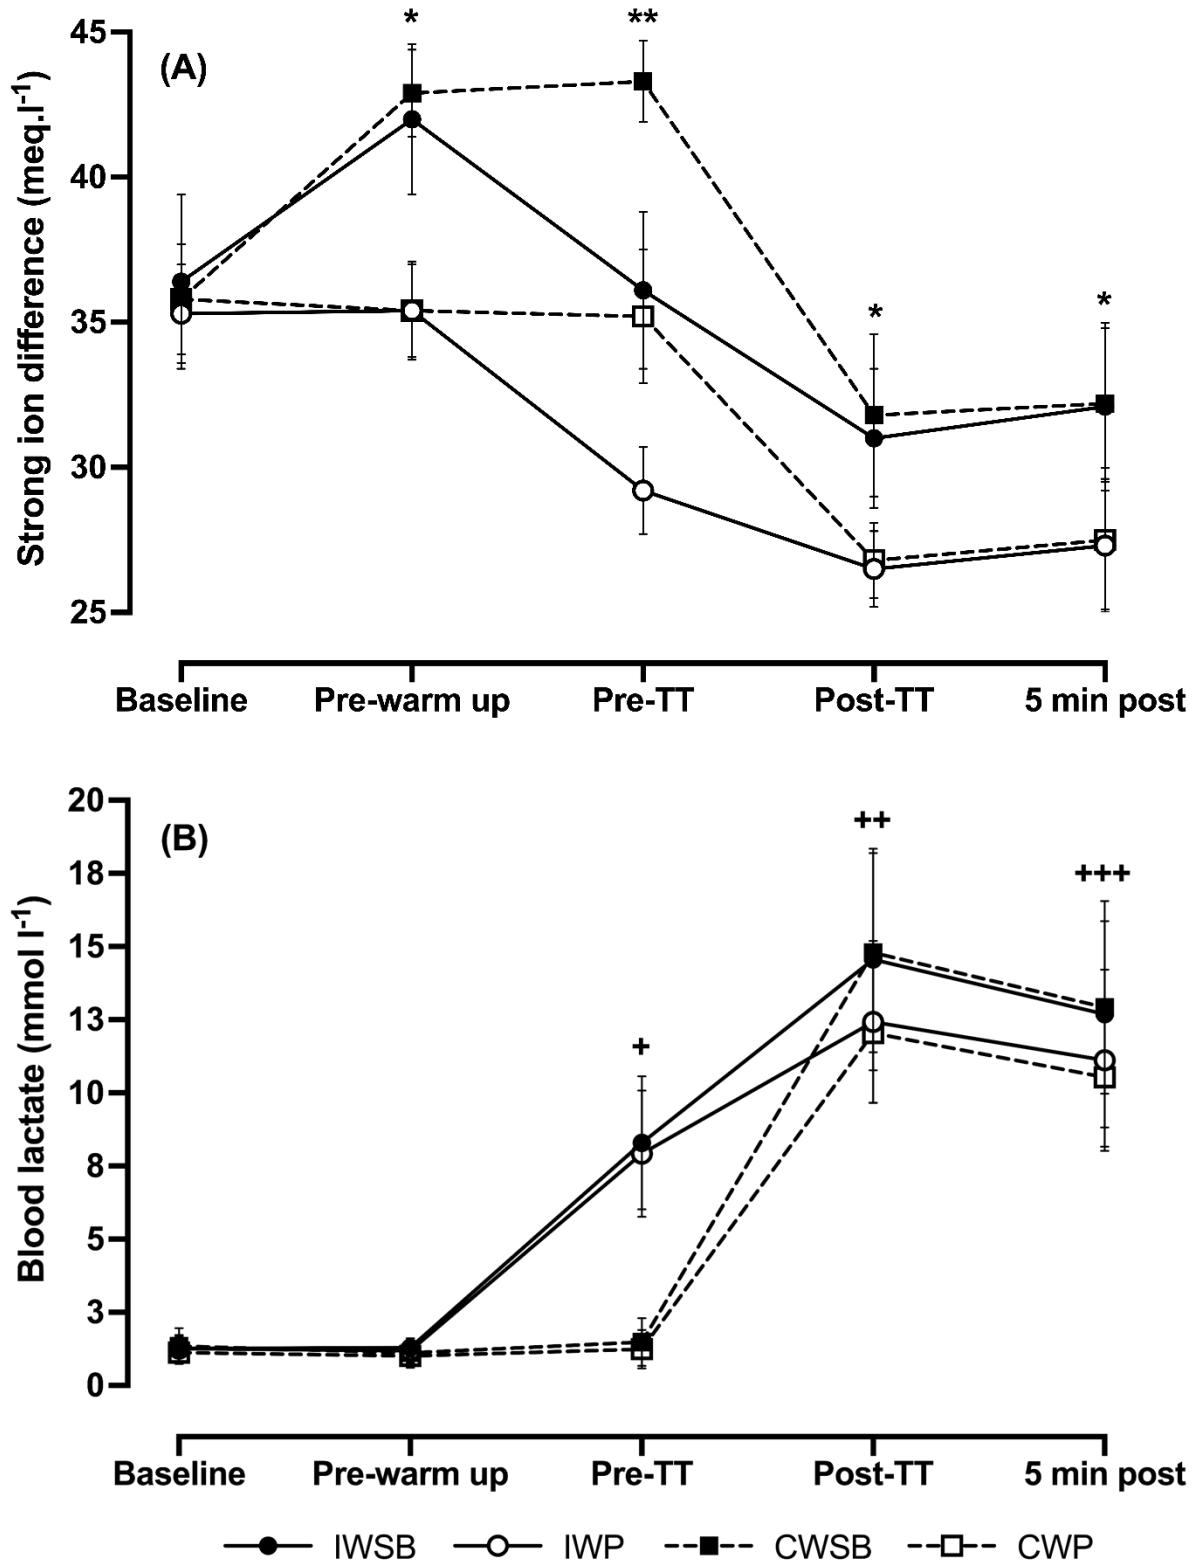 * **
45
(A)
40
35
30
25
* *
Strong ion difference (meq.l-1)
Baseline Pre-warm up Pre-TT Post-TT 5 min post
20
(B)
18
15
13
10
8
5
3
0
+ ++ +++
Blood lactate (mmol l-1)
Baseline Pre-warm up Pre-TT Post-TT 5 min post
IWSB IWP CWSB CWP